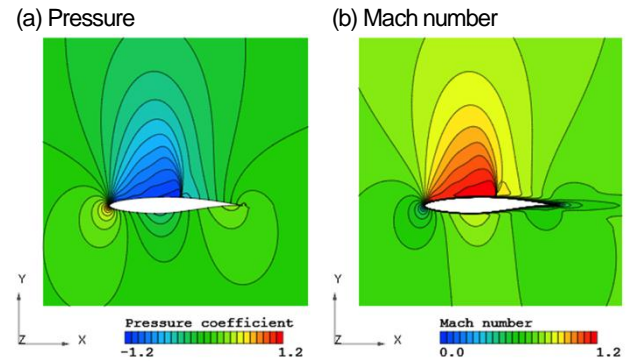 (a) Pressure
(b) Mach number
Y
Z
X
Pressure coefficient
-1.2
1.2
Y
Z
X
Mach number
0.0
1.2